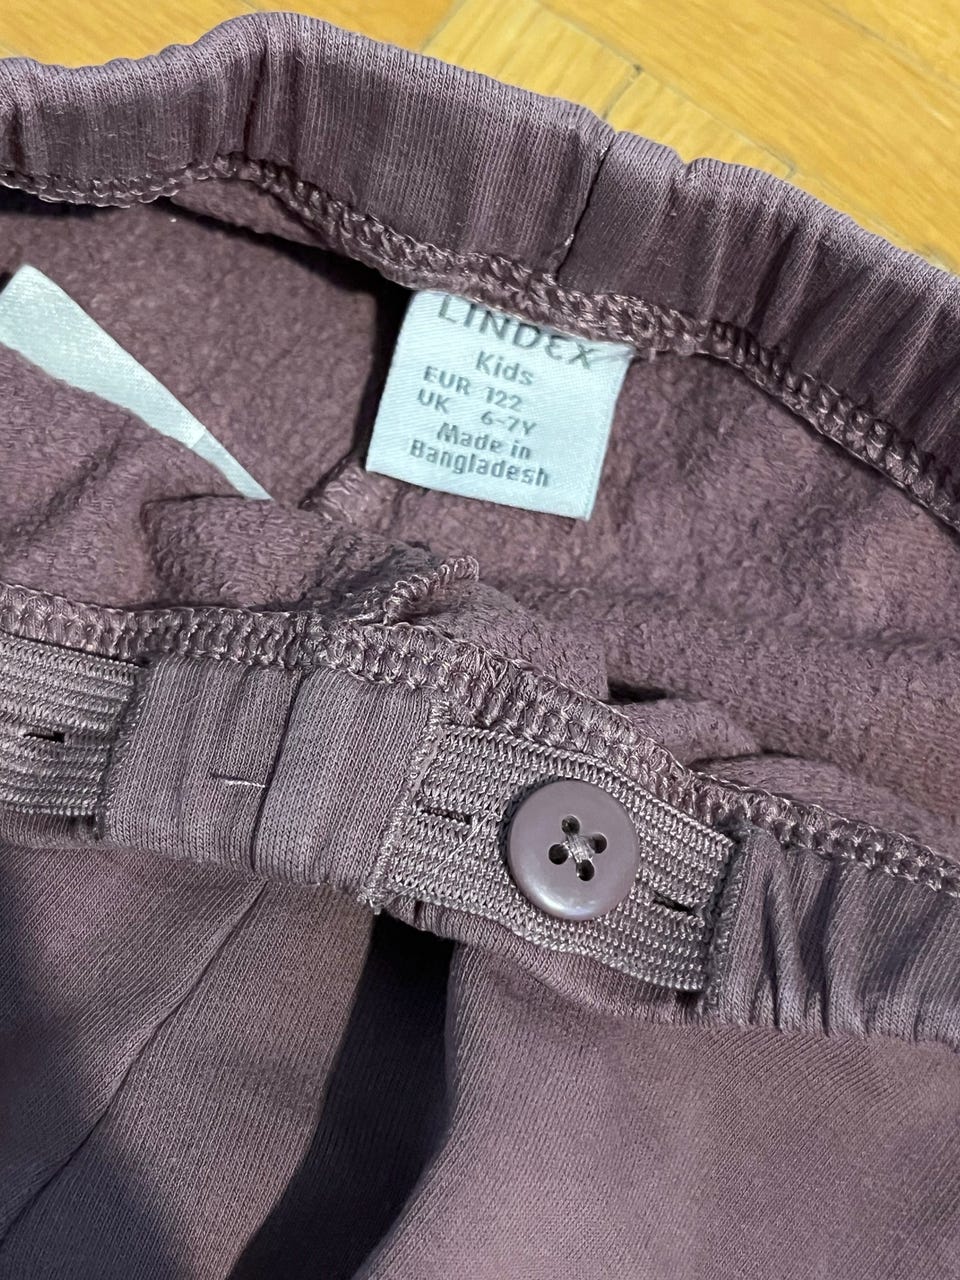 LINDEX
Kids
EUR 122
UK 6-7Y
Made in
Bangladesh